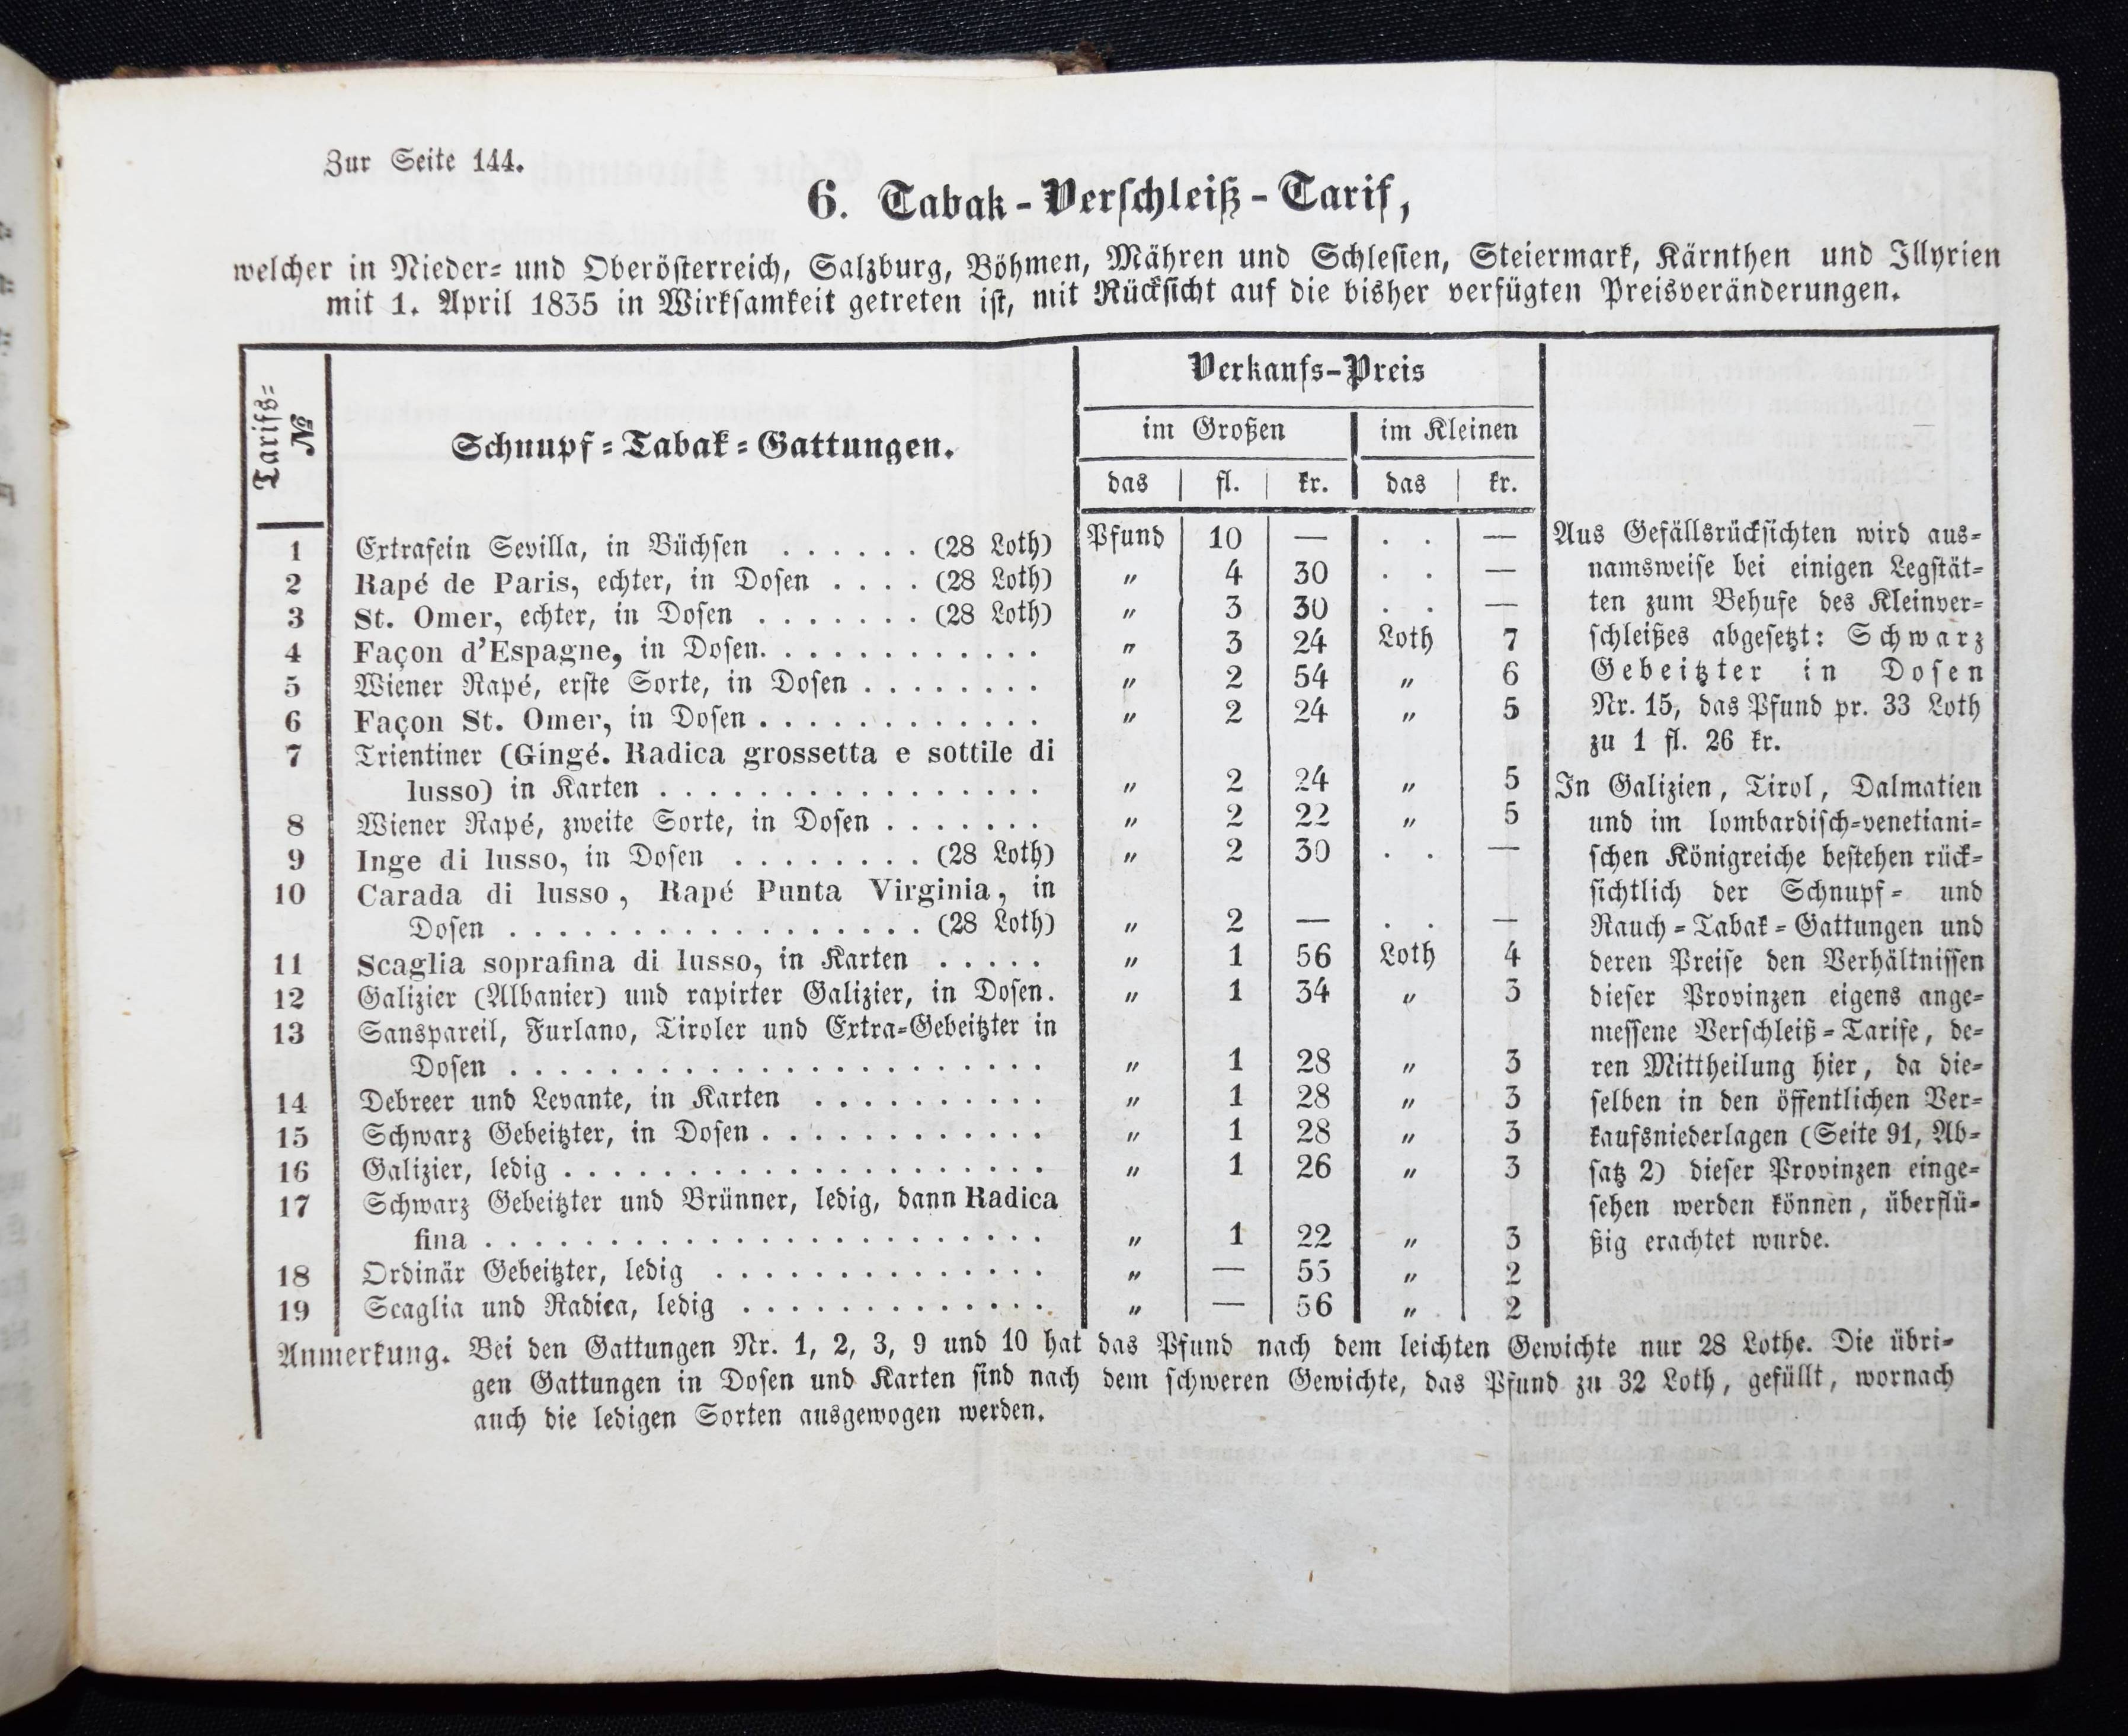 Zur Seite 144.
6. Tabak-Verschleiß-Tarif,
welcher in Nieder- und Oberösterreich, Salzburg, Böhmen, Mähren und Schlesien, Steiermark, Kärnthen und Illyrien
mit 1. April 1835 in Wirksamkeit getreten ist, mit Rücksicht auf die bisher verfügten Preisveränderungen.
Tarifs-
№
Schnupf-Tabak-Gattungen.
Verkaufs-Preis
im Großen im Kleinen
das fl. kr. das kr.
1 Extrafein Sevilla, in Büchsen . . . . . . (28 Loth) Pfund 10 — . . —
2 Rapé de Paris, echter, in Dosen . . . . (28 Loth) „ 4 30 . . —
3 St. Omer, echter, in Dosen . . . . . . . (28 Loth) „ 3 30 . . —
4 Façon d'Espagne, in Dosen. . . . . . . . . . . . „ 3 24 Loth 7
5 Wiener Rapé, erste Sorte, in Dosen . . . . . . . . „ 2 54 „ 6
6 Façon St. Omer, in Dosen . . . . . . . . . . . . „ 2 24 „ 5
7 Trientiner (Gingé. Radica grossetta e sottile di
lusso) in Karten . . . . . . . . . . . . . . . . „ 2 24 „ 5
8 Wiener Rapé, zweite Sorte, in Dosen . . . . . . . „ 2 22 „ 5
9 Inge di lusso, in Dosen . . . . . . . . (28 Loth) „ 2 30 . . —
10 Carada di lusso, Rapé Punta Virginia, in
Dosen . . . . . . . . . . . . . . . . . (28 Loth) „ 2 — . . —
11 Scaglia soprafina di lusso, in Karten . . . . . „ 1 56 Loth 4
12 Galizier (Albanier) und rapirter Galizier, in Dosen. „ 1 34 „ 3
13 Sanspareil, Furlano, Tiroler und Extra-Gebeitzter in
Dosen . . . . . . . . . . . . . . . . . . . . . . „ 1 28 „ 3
14 Debreer und Levante, in Karten . . . . . . . . . . „ 1 28 „ 3
15 Schwarz Gebeitzter, in Dosen . . . . . . . . . . . . „ 1 28 „ 3
16 Galizier, ledig . . . . . . . . . . . . . . . . . . . . „ 1 26 „ 3
17 Schwarz Gebeitzter und Brünner, ledig, dann Radica
fina . . . . . . . . . . . . . . . . . . . . . . . „ 1 22 „ 3
18 Ordinär Gebeitzter, ledig . . . . . . . . . . . . . . „ — 55 „ 2
19 Scaglia und Radica, ledig . . . . . . . . . . . . . „ — 56 „ 2
Aus Gefällsrücksichten wird aus-
namsweise bei einigen Legstät-
ten zum Behufe des Kleinver-
schleißes abgesetzt: Schwarz
Gebeitzter in Dosen
Nr. 15, das Pfund pr. 33 Loth
zu 1 fl. 26 kr.
In Galizien, Tirol, Dalmatien
und im lombardisch-venetiani-
schen Königreiche bestehen rück-
sichtlich der Schnupf- und
Rauch-Tabak-Gattungen und
deren Preise den Verhältnissen
dieser Provinzen eigens ange-
messene Verschleiß-Tarife, de-
ren Mittheilung hier, da die-
selben in den öffentlichen Ver-
kaufsniederlagen (Seite 91, Ab-
satz 2) dieser Provinzen einge-
sehen werden können, überflü-
ßig erachtet wurde.
Anmerkung. Bei den Gattungen Nr. 1, 2, 3, 9 und 10 hat das Pfund nach dem leichten Gewichte nur 28 Lothe. Die übri-
gen Gattungen in Dosen und Karten sind nach dem schweren Gewichte, das Pfund zu 32 Loth, gefüllt, wornach
auch die ledigen Sorten ausgewogen werden.